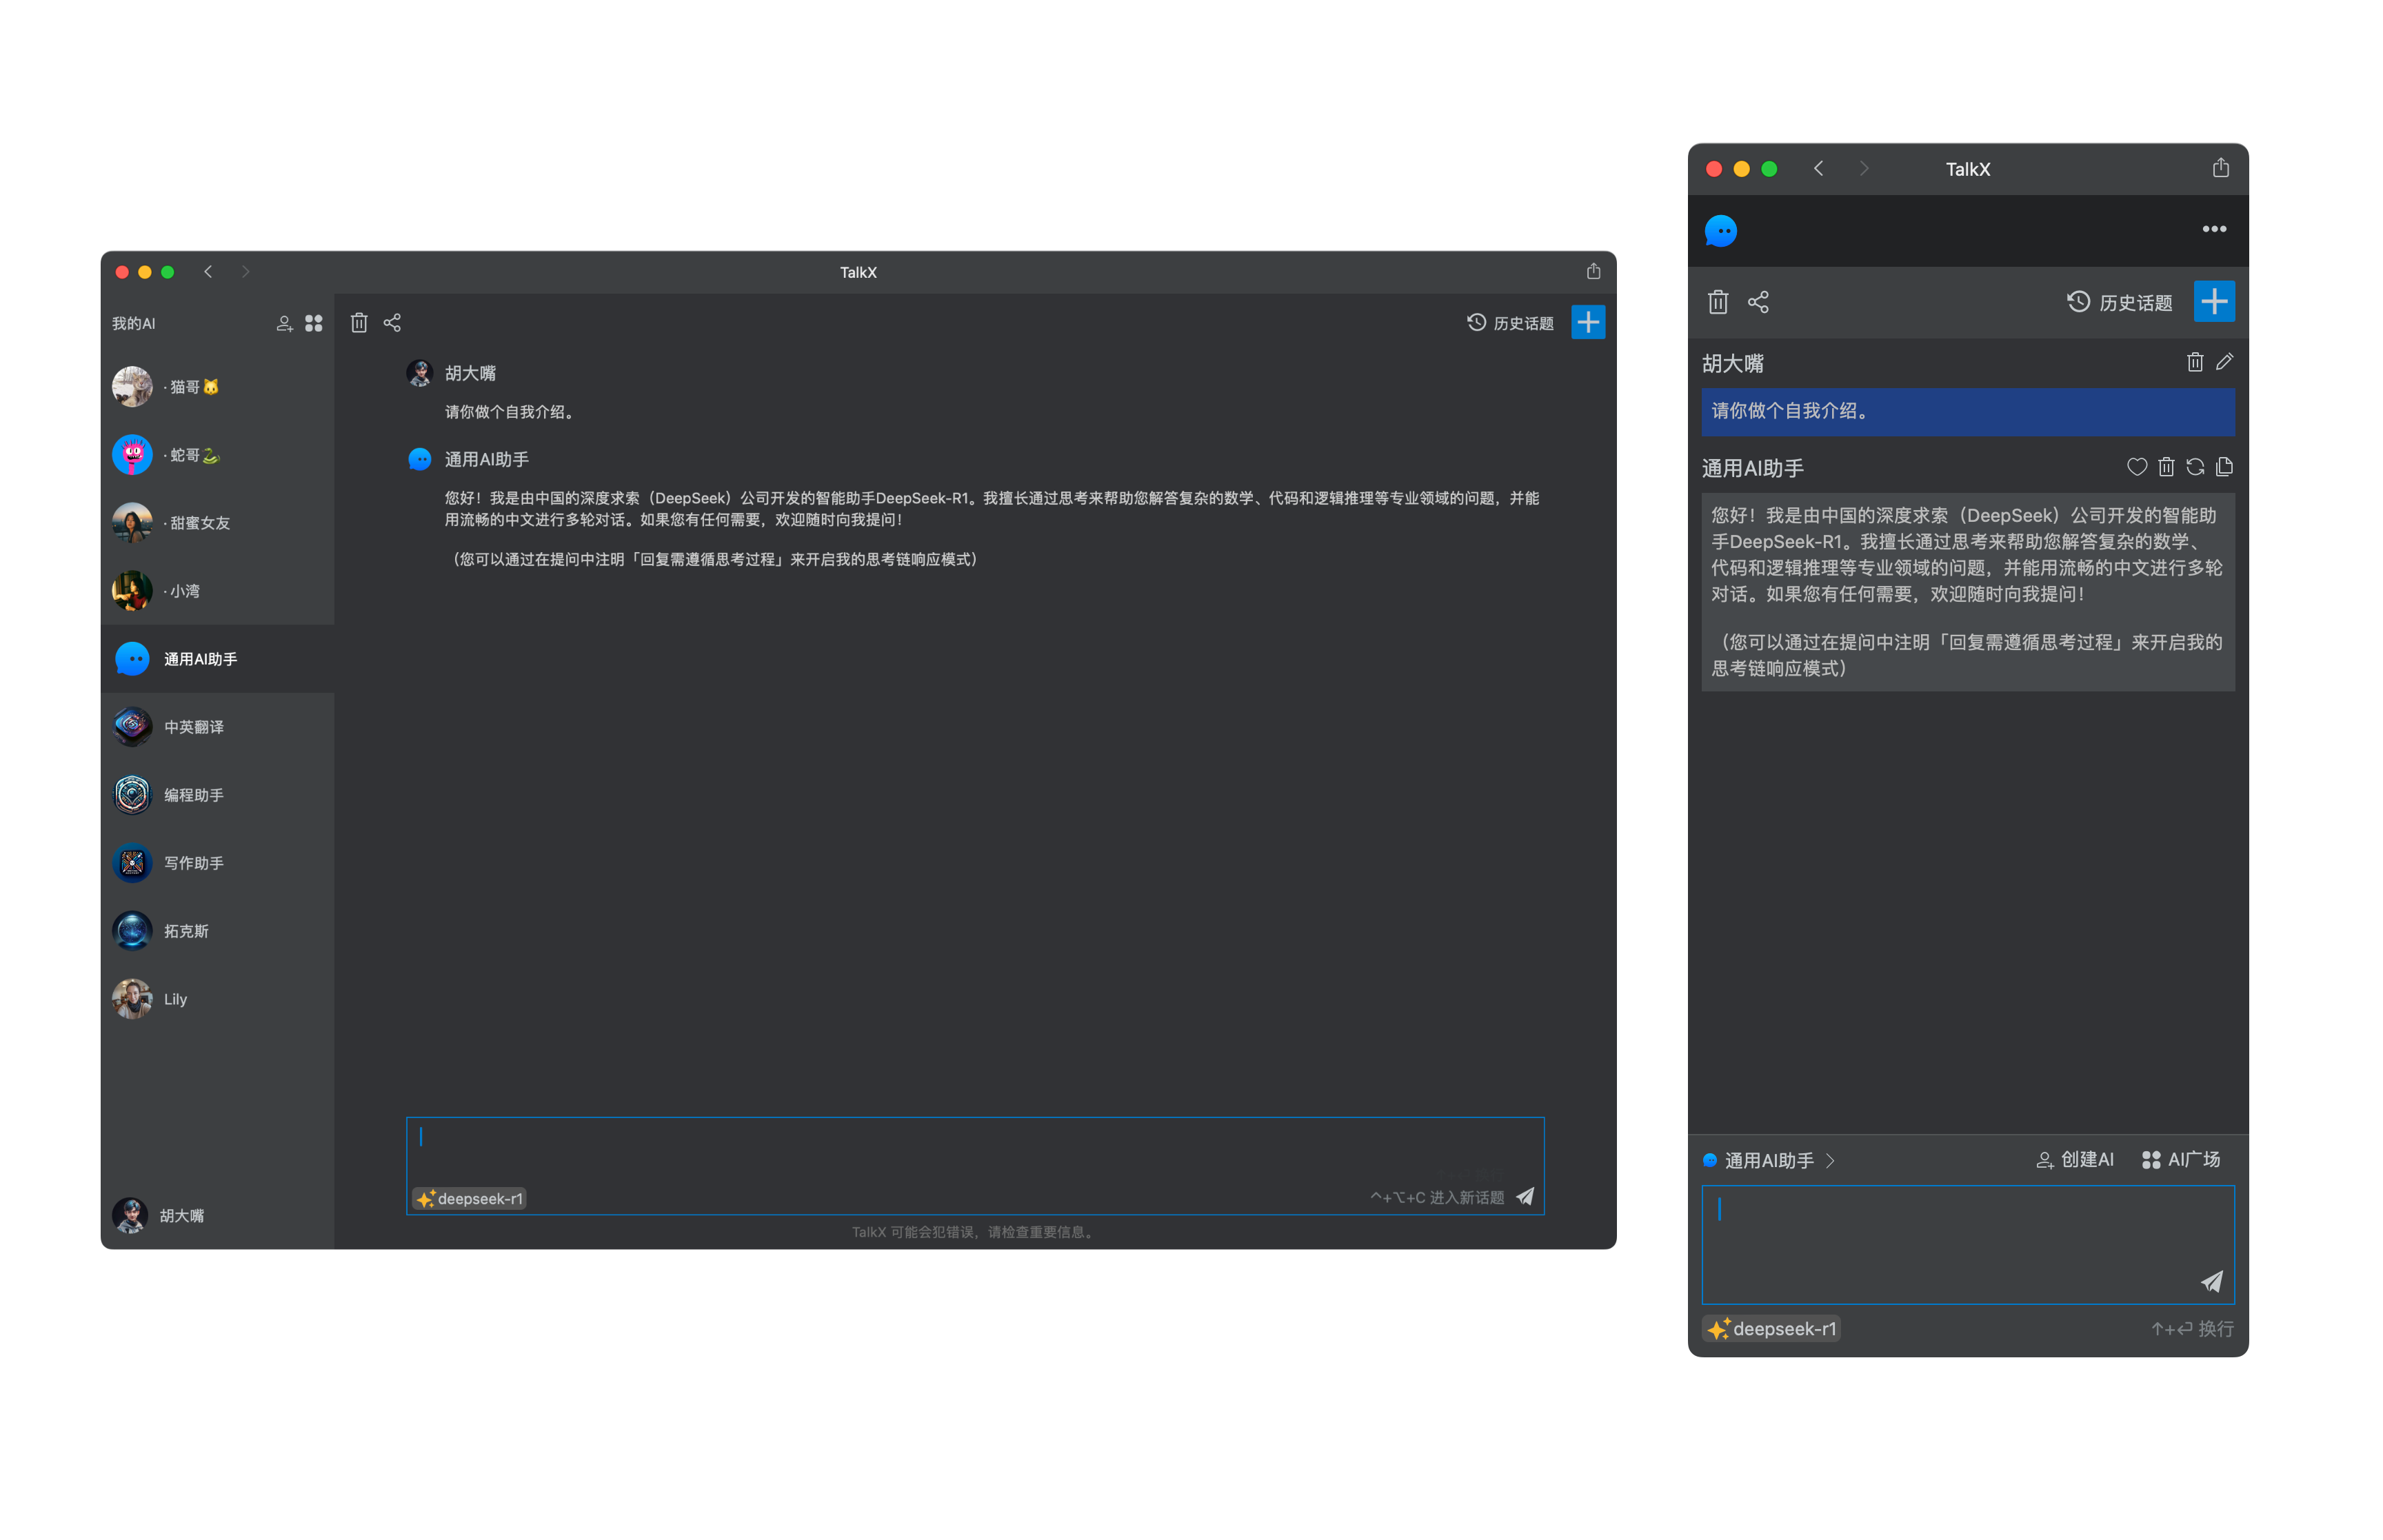 TalkX
我的AI
历史话题
· 猫哥🐱
· 蛇哥🐍
· 甜蜜女友
· 小湾
通用AI助手
中英翻译
编程助手
写作助手
拓克斯
Lily
胡大嘴
胡大嘴
请你做个自我介绍。
通用AI助手
您好！我是由中国的深度求索（DeepSeek）公司开发的智能助手DeepSeek-R1。我擅长通过思考来帮助您解答复杂的数学、代码和逻辑推理等专业领域的问题，并能
用流畅的中文进行多轮对话。如果您有任何需要，欢迎随时向我提问！
（您可以通过在提问中注明「回复需遵循思考过程」来开启我的思考链响应模式）
✨deepseek-r1
^+⌥+C 进入新话题
TalkX 可能会犯错误，请检查重要信息。
TalkX
历史话题
胡大嘴
请你做个自我介绍。
通用AI助手
您好！我是由中国的深度求索（DeepSeek）公司开发的智能助
手DeepSeek-R1。我擅长通过思考来帮助您解答复杂的数学、
代码和逻辑推理等专业领域的问题，并能用流畅的中文进行多轮
对话。如果您有任何需要，欢迎随时向我提问！
（您可以通过在提问中注明「回复需遵循思考过程」来开启我的
思考链响应模式）
通用AI助手
创建AI
AI广场
✨deepseek-r1
↑+↵ 换行